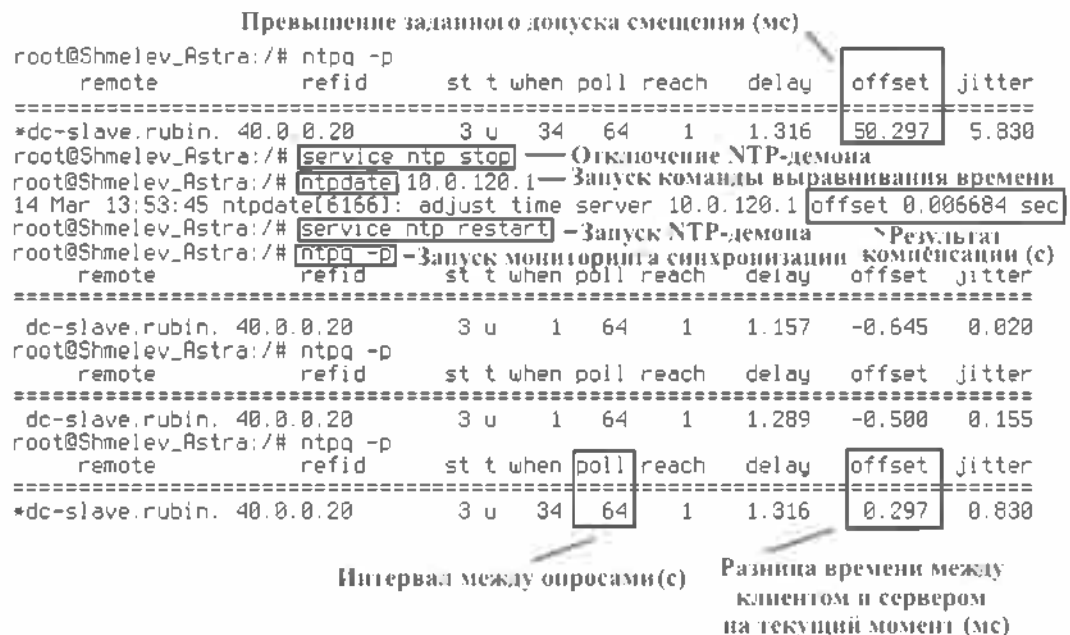 Превышение заданного допуска смещения (мс)
root@Shmelev_Astra:/# ntpq -p
remote refid st t when poll reach delay offset jitter
==============================================================================
*dc-slave.rubin. 40.0.0.20 3 u 34 64 1 1.316 50.297 5.830
root@Shmelev_Astra:/# service ntp stop — Отключение NTP-демона
root@Shmelev_Astra:/# ntpdate 10.0.120.1 — Запуск команды выравнивания времени
14 Mar 13:53:45 ntpdate[6166]: adjust time server 10.0.120.1 offset 0.006684 sec
root@Shmelev_Astra:/# service ntp restart – Запуск NTP-демона Результат
root@Shmelev_Astra:/# ntpq -p – Запуск мониторинга синхронизации компенсации (с)
remote refid st t when poll reach delay offset jitter
==============================================================================
dc-slave.rubin. 40.0.0.20 3 u 1 64 1 1.157 -0.645 0.020
root@Shmelev_Astra:/# ntpq -p
remote refid st t when poll reach delay offset jitter
==============================================================================
dc-slave.rubin. 40.0.0.20 3 u 1 64 1 1.289 -0.500 0.155
root@Shmelev_Astra:/# ntpq -p
remote refid st t when poll reach delay offset jitter
==============================================================================
*dc-slave.rubin. 40.0.0.20 3 u 34 64 1 1.316 0.297 0.830
Интервал между опросами (с)
Разница времени между
клиентом и сервером
на текущий момент (мс)